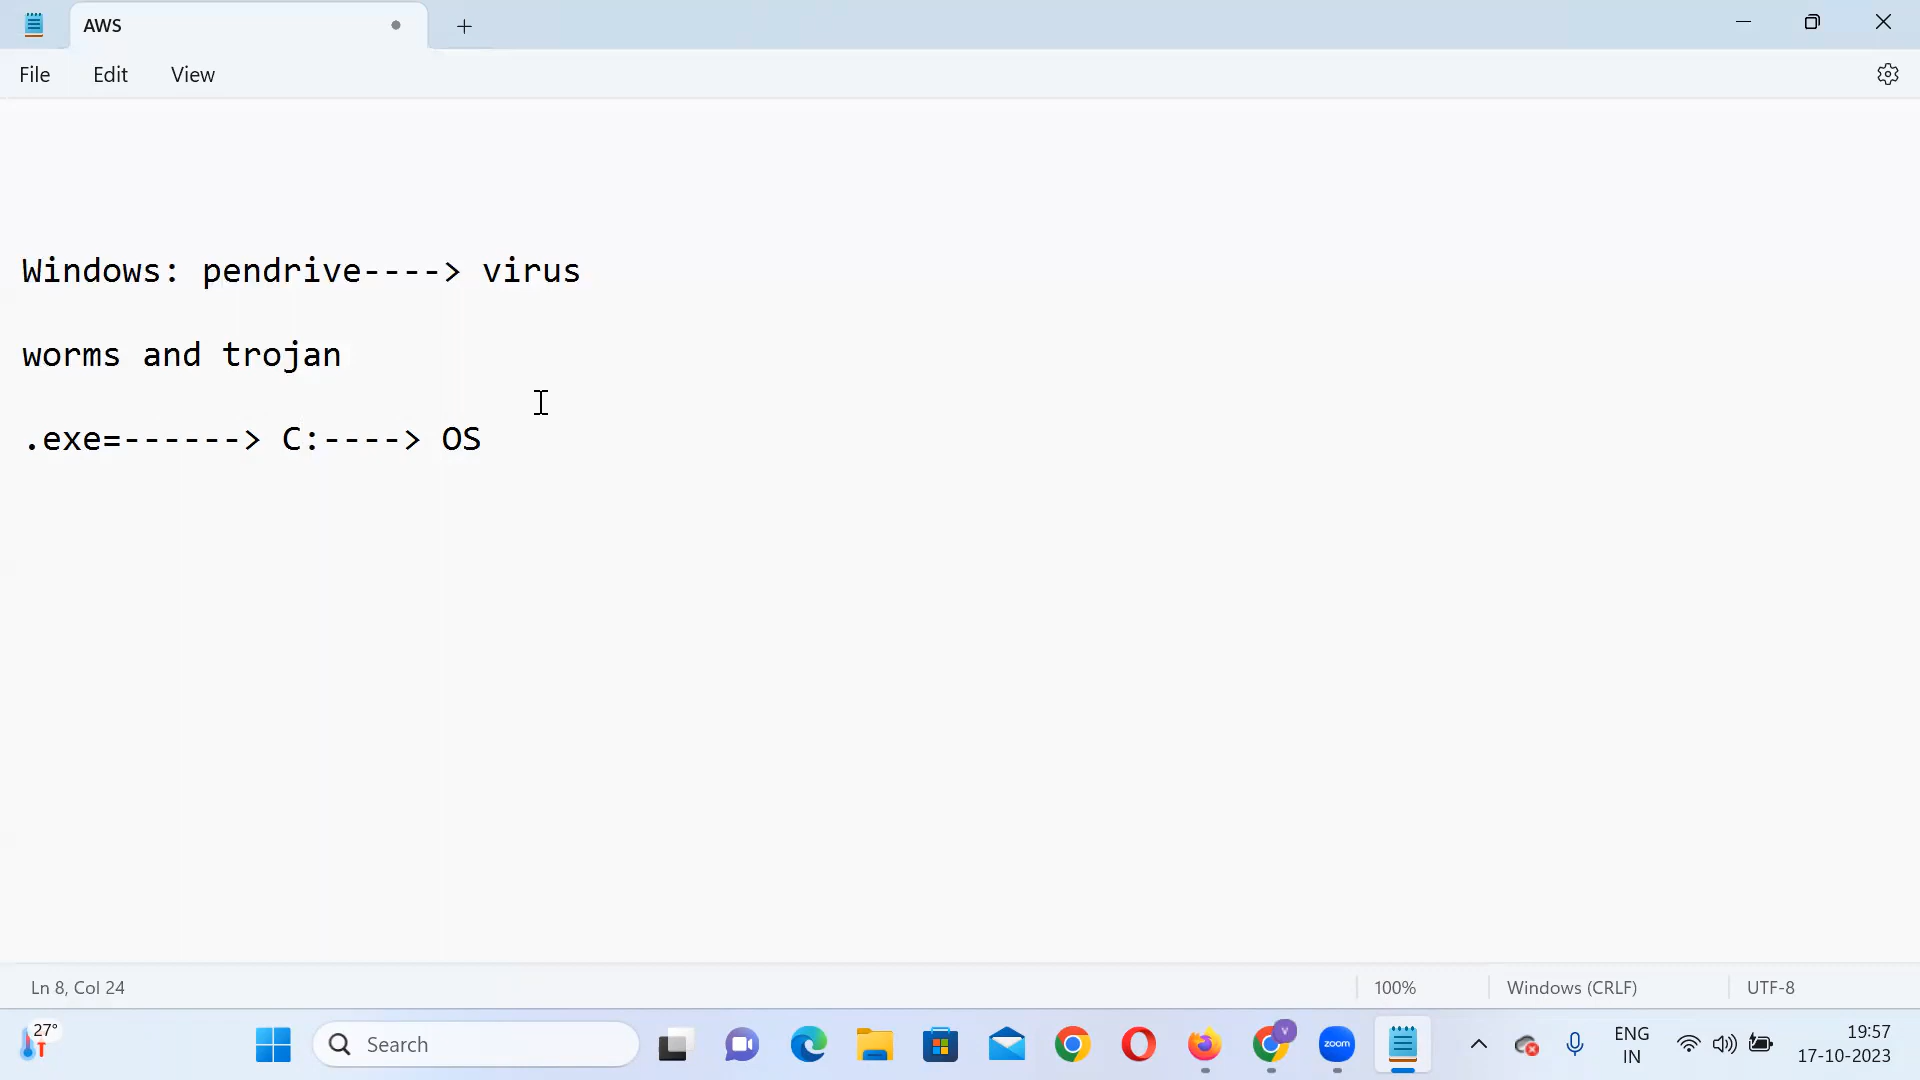 AWS
File Edit View
Windows: pendrive----> virus
worms and trojan
.exe=------> C:----> OS
Ln 8, Col 24 100% Windows (CRLF) UTF-8
27°
Search
V
zoom
ENG
IN
19:57
17-10-2023